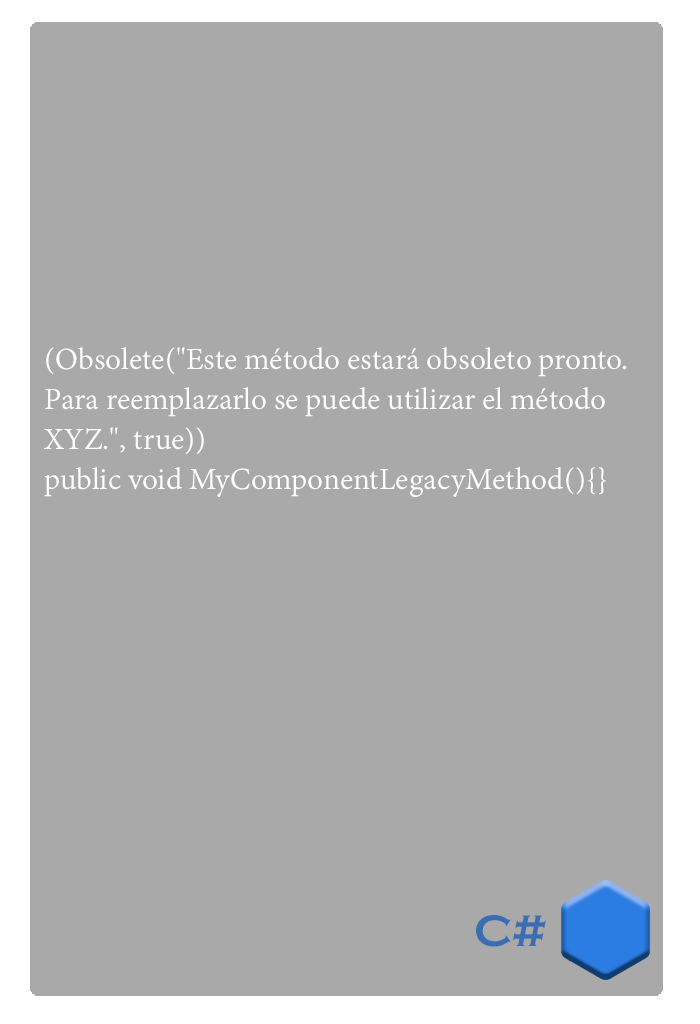 (Obsolete("Este método estará obsoleto pronto.
Para reemplazarlo se puede utilizar el método
XYZ.", true))
public void MyComponentLegacyMethod(){}
C#